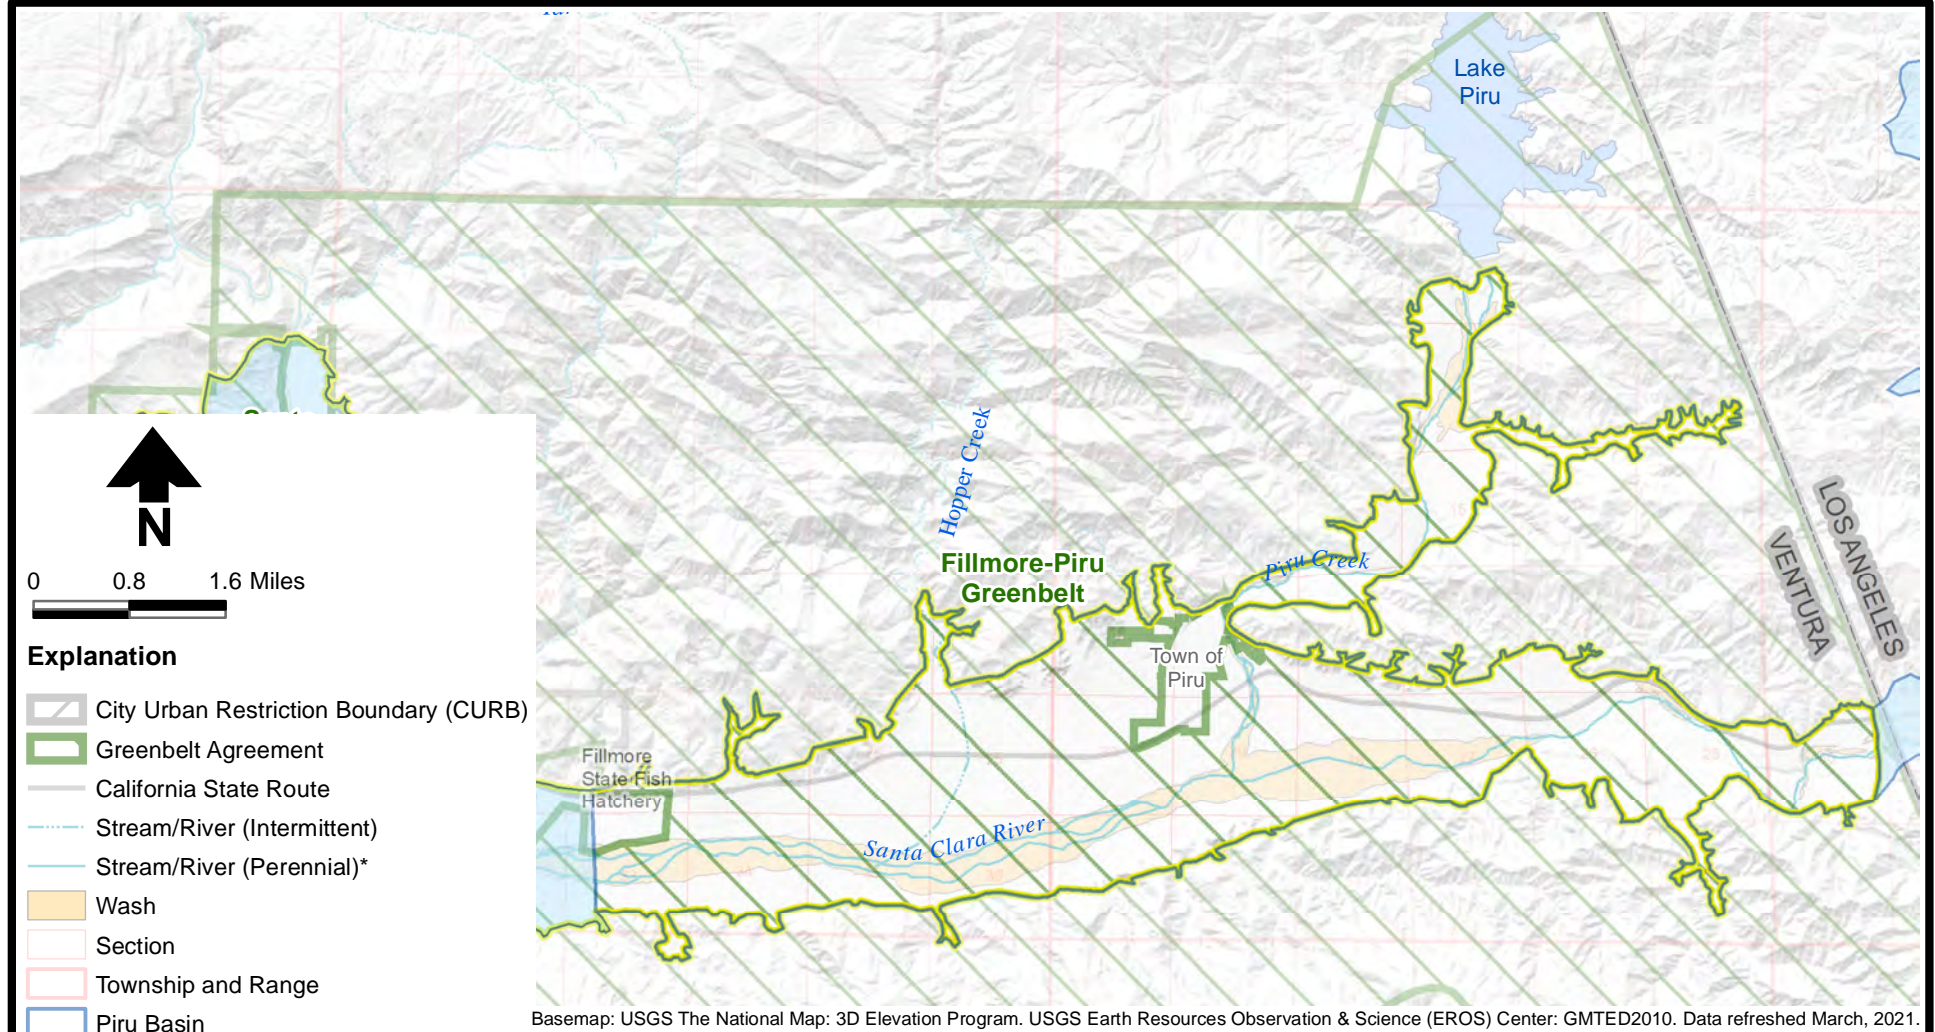 Lake
Piru
Hopper Creek
Fillmore-Piru
Greenbelt
Piru Creek
LOS ANGELES
VENTURA
Town of
Piru
Fillmore
State Fish
Hatchery
Santa Clara River
N
0 0.8 1.6 Miles
Explanation
City Urban Restriction Boundary (CURB)
Greenbelt Agreement
California State Route
Stream/River (Intermittent)
Stream/River (Perennial)*
Wash
Section
Township and Range
Piru Basin
Basemap: USGS The National Map: 3D Elevation Program. USGS Earth Resources Observation & Science (EROS) Center: GMTED2010. Data refreshed March, 2021.